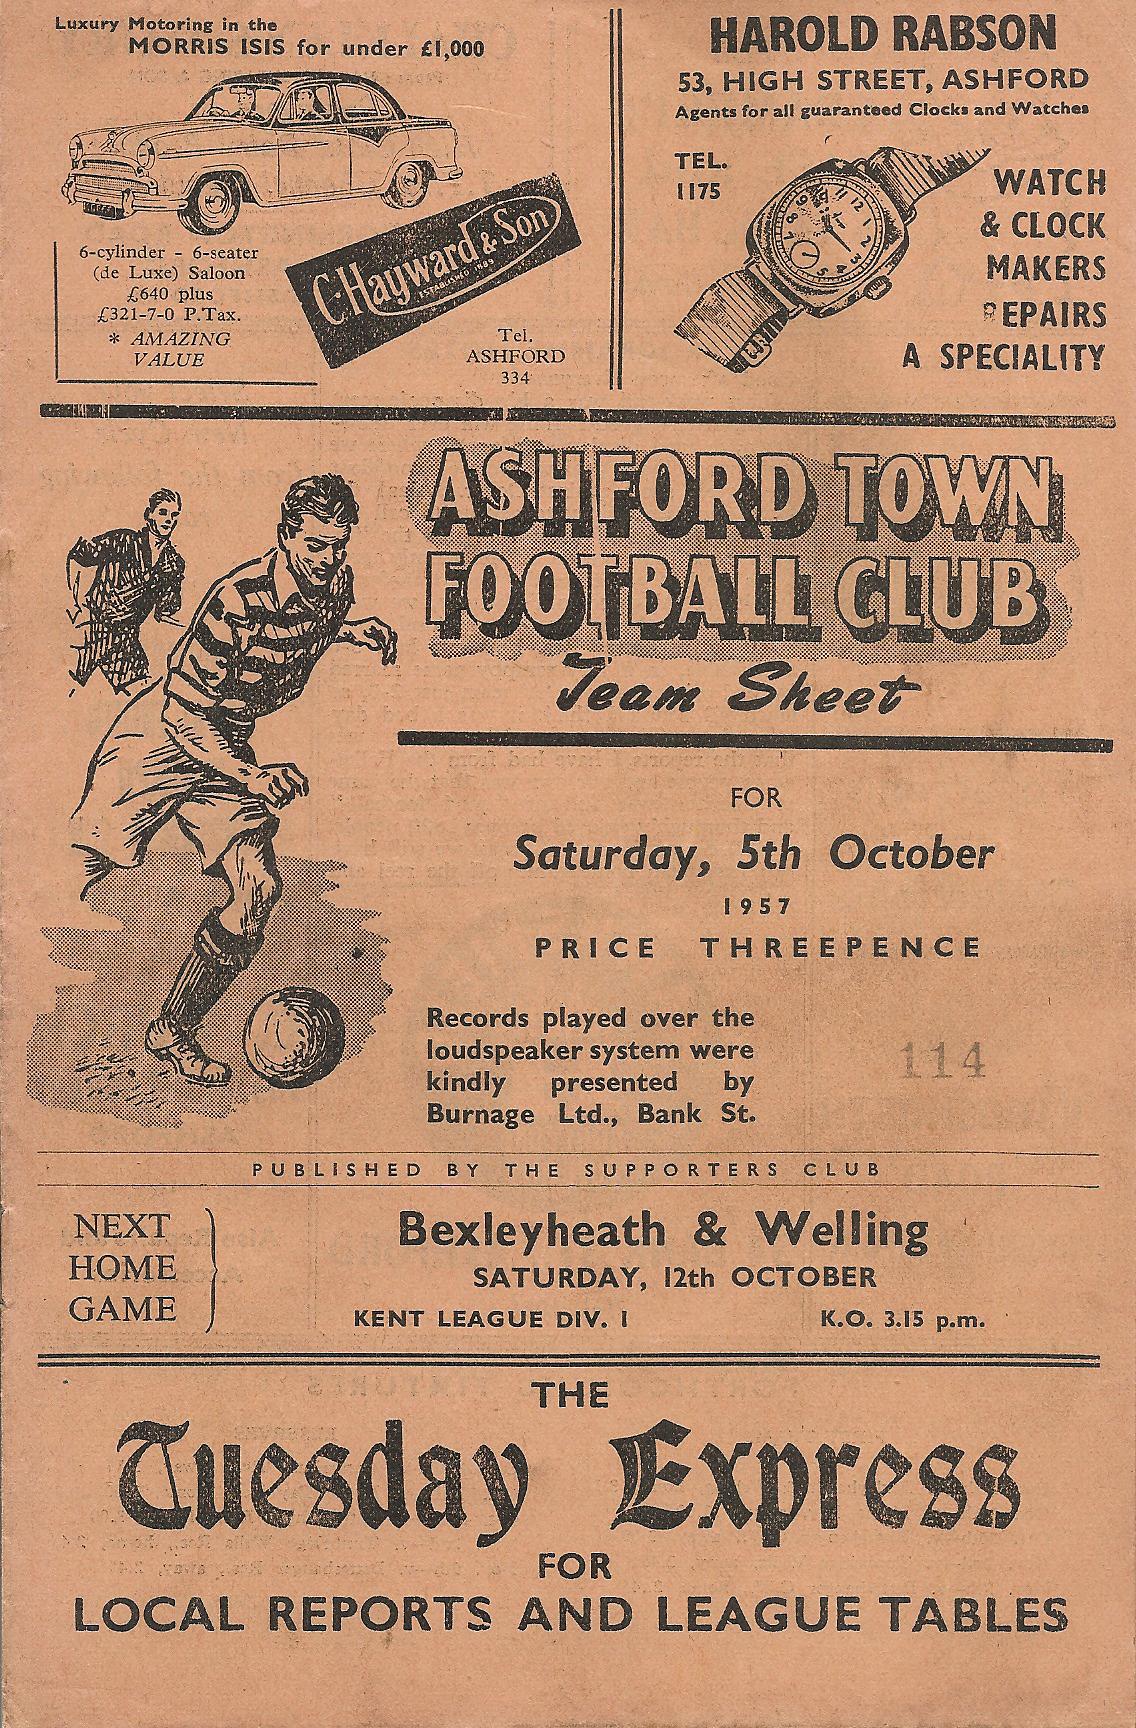 Luxury Motoring in the
MORRIS ISIS for under £1,000
6-cylinder - 6-seater
(de Luxe) Saloon
£640 plus
£321-7-0 P.Tax.
* AMAZING
VALUE
C. Hayward & Son
Tel.
ASHFORD
334
HAROLD RABSON
53, HIGH STREET, ASHFORD
Agents for all guaranteed Clocks and Watches
TEL.
1175
WATCH
& CLOCK
MAKERS
REPAIRS
A SPECIALITY
ASHFORD TOWN
FOOTBALL CLUB
Team Sheet
FOR
Saturday, 5th October
1957
PRICE THREEPENCE
Records played over the
loudspeaker system were
kindly presented by
Burnage Ltd., Bank St.
114
PUBLISHED BY THE SUPPORTERS CLUB
NEXT
HOME
GAME
Bexleyheath & Welling
SATURDAY, 12th OCTOBER
KENT LEAGUE DIV. 1 K.O. 3.15 p.m.
THE
Tuesday Express
FOR
LOCAL REPORTS AND LEAGUE TABLES